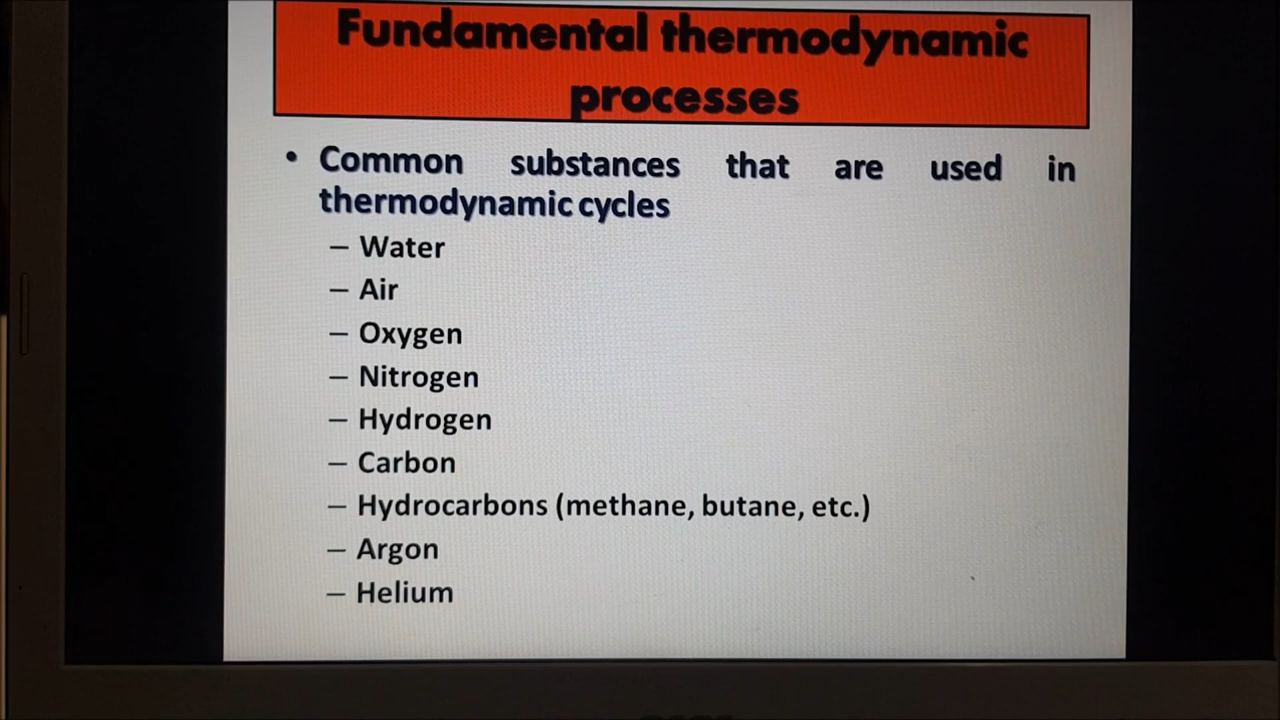 Fundamental thermodynamic
processes
• Common substances that are used in
thermodynamic cycles
– Water
– Air
– Oxygen
– Nitrogen
– Hydrogen
– Carbon
– Hydrocarbons (methane, butane, etc.)
– Argon
– Helium